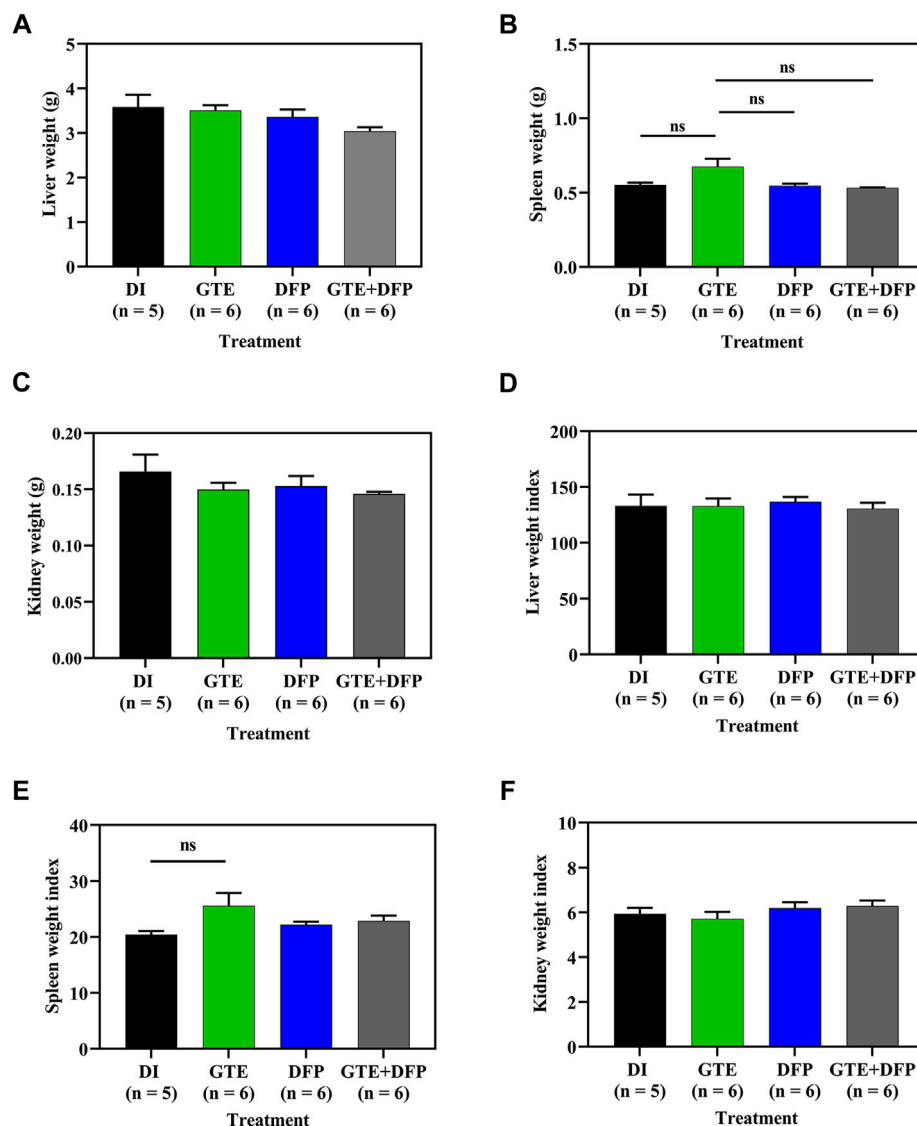 A
Liver weight (g)
5
4
3
2
1
0
DI GTE DFP GTE+DFP
(n = 5) (n = 6) (n = 6) (n = 6)
Treatment
B
Spleen weight (g)
1.5
1.0
0.5
0.0
ns
ns
ns
DI GTE DFP GTE+DFP
(n = 5) (n = 6) (n = 6) (n = 6)
Treatment
C
Kidney weight (g)
0.20
0.15
0.10
0.05
0.00
DI GTE DFP GTE+DFP
(n = 5) (n = 6) (n = 6) (n = 6)
Treatment
D
Liver weight index
200
150
100
50
0
DI GTE DFP GTE+DFP
(n = 5) (n = 6) (n = 6) (n = 6)
Treatment
E
Spleen weight index
40
30
20
10
0
ns
DI GTE DFP GTE+DFP
(n = 5) (n = 6) (n = 6) (n = 6)
Treatment
F
Kidney weight index
10
8
6
4
2
0
DI GTE DFP GTE+DFP
(n = 5) (n = 6) (n = 6) (n = 6)
Treatment